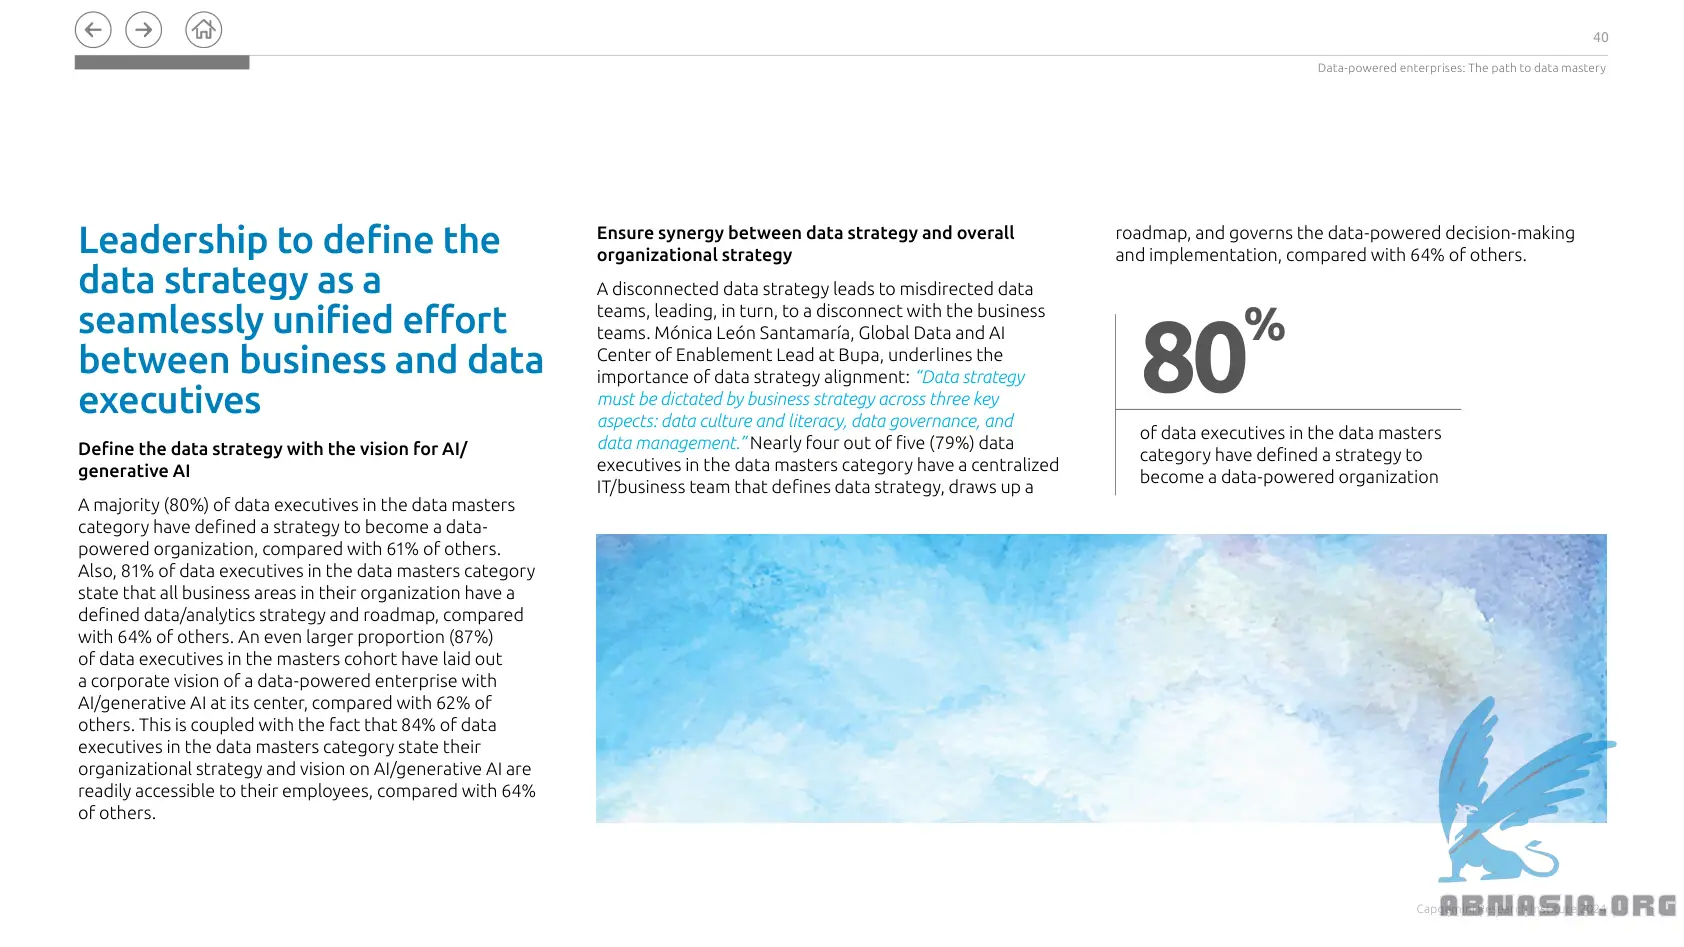 40
Data-powered enterprises: The path to data mastery
Leadership to define the
data strategy as a
seamlessly unified effort
between business and data
executives
Define the data strategy with the vision for AI/
generative AI
A majority (80%) of data executives in the data masters
category have defined a strategy to become a data-
powered organization, compared with 61% of others.
Also, 81% of data executives in the data masters category
state that all business areas in their organization have a
defined data/analytics strategy and roadmap, compared
with 64% of others. An even larger proportion (87%)
of data executives in the masters cohort have laid out
a corporate vision of a data-powered enterprise with
AI/generative AI at its center, compared with 62% of
others. This is coupled with the fact that 84% of data
executives in the data masters category state their
organizational strategy and vision on AI/generative AI are
readily accessible to their employees, compared with 64%
of others.
Ensure synergy between data strategy and overall
organizational strategy
A disconnected data strategy leads to misdirected data
teams, leading, in turn, to a disconnect with the business
teams. Mónica León Santamaría, Global Data and AI
Center of Enablement Lead at Bupa, underlines the
importance of data strategy alignment: “Data strategy
must be dictated by business strategy across three key
aspects: data culture and literacy, data governance, and
data management.” Nearly four out of five (79%) data
executives in the data masters category have a centralized
IT/business team that defines data strategy, draws up a
roadmap, and governs the data-powered decision-making
and implementation, compared with 64% of others.
80%
of data executives in the data masters
category have defined a strategy to
become a data-powered organization
ABMASIA.ORG